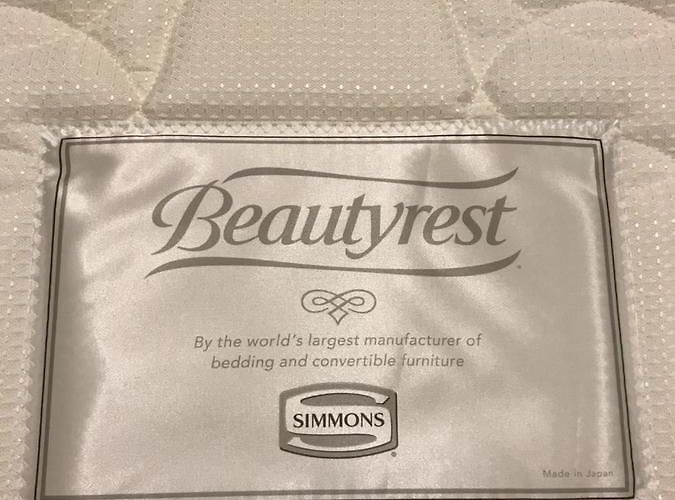 Beautyrest.
By the world's largest manufacturer of
bedding and convertible furniture
SIMMONS.
Made in Japan